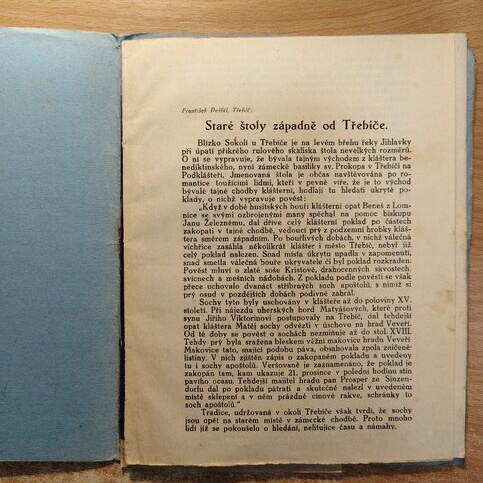 František Dešťál, Třebíč:
Staré štoly západně od Třebíče.
Blízko Sokolí u Třebíče je na levém břehu řeky Jihlavky
při úpatí příkrého rulového skaliska štola nevelkých rozměrů.
O ní se vypravuje, že je bývalá tajným východem z kláštera be-
nediktinského, nyní zámecké basiliky sv. Prokopa v Třebíči na
Podklášteří. Jmenovaná štola je občas navštěvována po ro-
mantice toužícími lidmi, kteří v pevné víře, že je to východ
bývalé tajné chodby klášterní, hodlají tu hledati ukryté po-
klady, o nichž vypravuje pověst:
„Když v době husitských bouří klášterní opat Beneš z Lom-
nice se svými ozbrojenými many spěchal na pomoc biskupu
Janu Železnému, dal dříve celý klášterní poklad po částech
zakopati v tajné chodbě, vedoucí prý z podzemní hrobky kláš-
tera směrem západním. Po bouřlivých dobách, v nichž válečná
vichřice zasáhla několikrát klášter i město Třebíč, nebyl již
celý poklad nalezen. Snad místa úkrytu upadla v zapomenutí,
snad smetla válečná bouře ukryvatele či byl poklad rozkraden.
Pověst mluví o zlaté soše Kristově, drahocenných skvostech,
svícnech a mešních nádobách. Z pokladu podle pověsti se však
přece uchovalo dvanáct stříbrných soch apoštolů, s nimiž si
prý osud v pozdějších dobách podivně zahrál.
Sochy tyto byly uschovány v klášteře až do poloviny XV.
století. Při nájezdu uherských hord Matyášových, které proti
synu Jiřího Viktorinovi postupovaly na Třebíč, dal tehdejší
opat kláštera Matěj sochy odvézti v úschovu na hrad Veveří.
Od té doby se pověst o sochách nezmiňuje až do stol. XVIII.
Tehdy prý byla sražena bleskem vížní makovice hradu Veveří
Makovice tato, mající podobu páva, obsahovala zpola zničené
listiny. V nich zjištěn zápis o zakopaném pokladu a uvedeny
tu i sochy apoštolů. Veršovaně je zaznamenáno, že poklad je
zakopán tam, kam ukazuje 21. prosince v polední hodinu stín
pavího ocasu. Tehdejší majitel hradu pan Prosper ze Sinzen-
dorfu dal po pokladu pátrati a skutečně nalezl v uvedeném
místě sklepení a v něm prázdné cínové rakve, schránky to
soch apoštolů.“
Tradice, udržovaná v okolí Třebíče však tvrdí, že sochy
jsou opět na starém místě v zámecké chodbě. Proto mnoho
lidí již se pokoušelo o hledání, nelitujíce času a námahy.